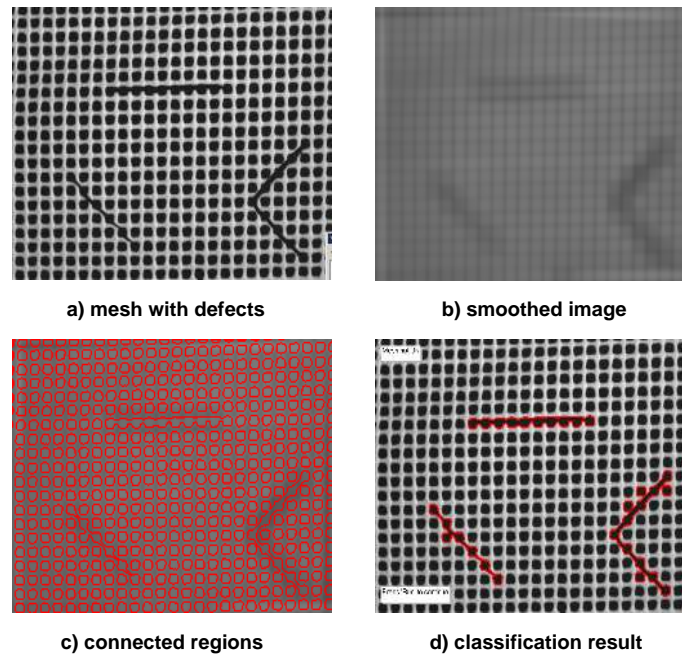 a) mesh with defects
b) smoothed image
c) connected regions
d) classification result